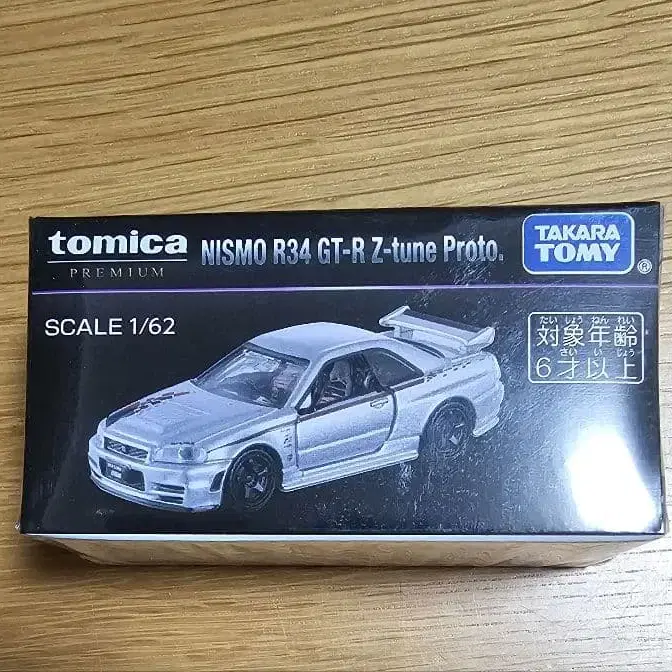 tomica
PREMIUM
NISMO R34 GT-R Z-tune Proto.
TAKARA
TOMY
®
SCALE 1/62
たい しょう ねん れい
対象年齢
さい い じょう
6才以上